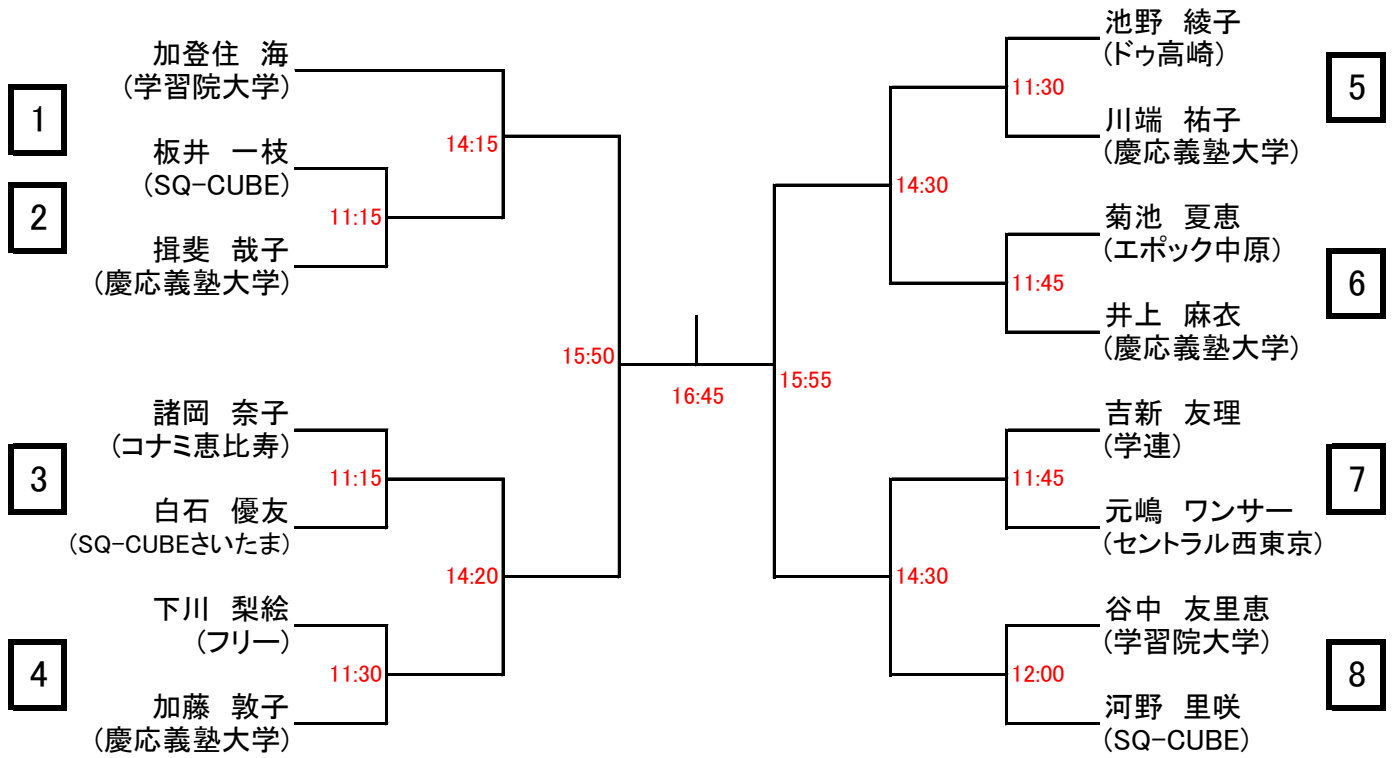 加登住 海
(学習院大学)
1
14:15
板井 一枝
(SQ-CUBE)
2
11:15
揖斐 哉子
(慶応義塾大学)
15:50
諸岡 奈子
(コナミ恵比寿)
3
11:15
白石 優友
(SQ-CUBEさいたま)
14:20
下川 梨絵
(フリー)
4
11:30
加藤 敦子
(慶応義塾大学)
16:45
池野 綾子
(ドゥ高崎)
11:30
5
川端 祐子
(慶応義塾大学)
14:30
菊池 夏恵
(エポック中原)
11:45
6
井上 麻衣
(慶応義塾大学)
15:55
吉新 友理
(学連)
11:45
7
元嶋 ワンサー
(セントラル西東京)
14:30
谷中 友里恵
(学習院大学)
12:00
8
河野 里咲
(SQ-CUBE)